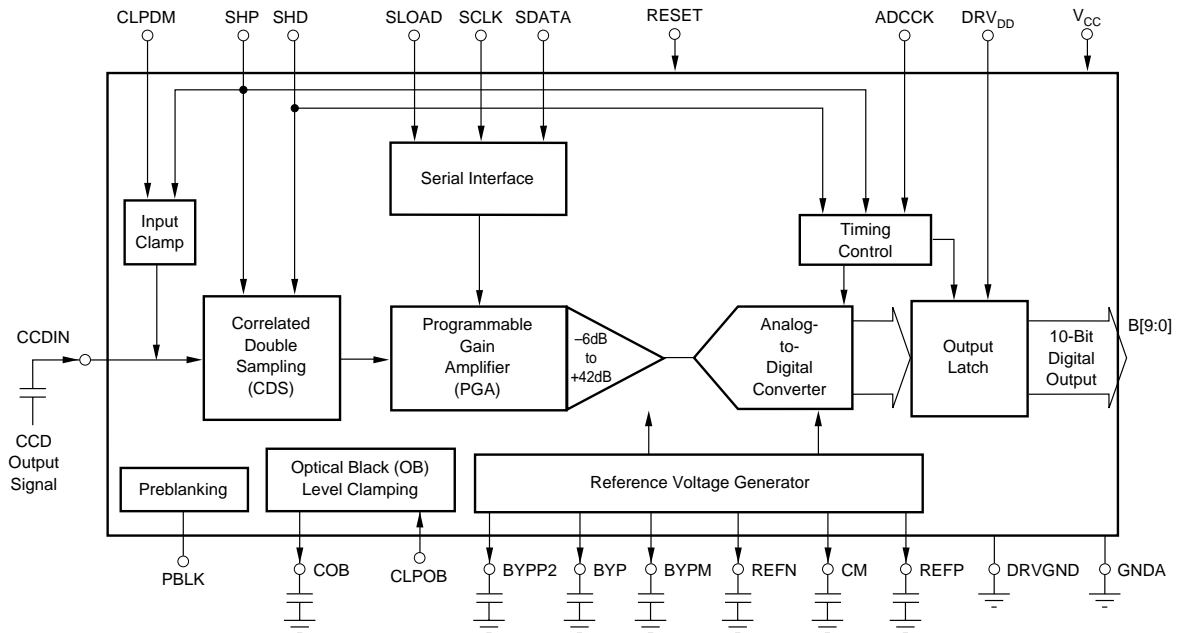 CLPDM
SHP
SHD
SLOAD
SCLK
SDATA
RESET
ADCCK
DRVDD
VCC
Serial Interface
Input
Clamp
Timing
Control
CCDIN
Correlated
Double
Sampling
(CDS)
Programmable
Gain
Amplifier
(PGA)
–6dB
to
+42dB
Analog-
to-
Digital
Converter
Output
Latch
10-Bit
Digital
Output
B[9:0]
CCD
Output
Signal
Preblanking
Optical Black (OB)
Level Clamping
Reference Voltage Generator
PBLK
COB
CLPOB
BYPP2
BYP
BYPM
REFN
CM
REFP
DRVGND
GNDA